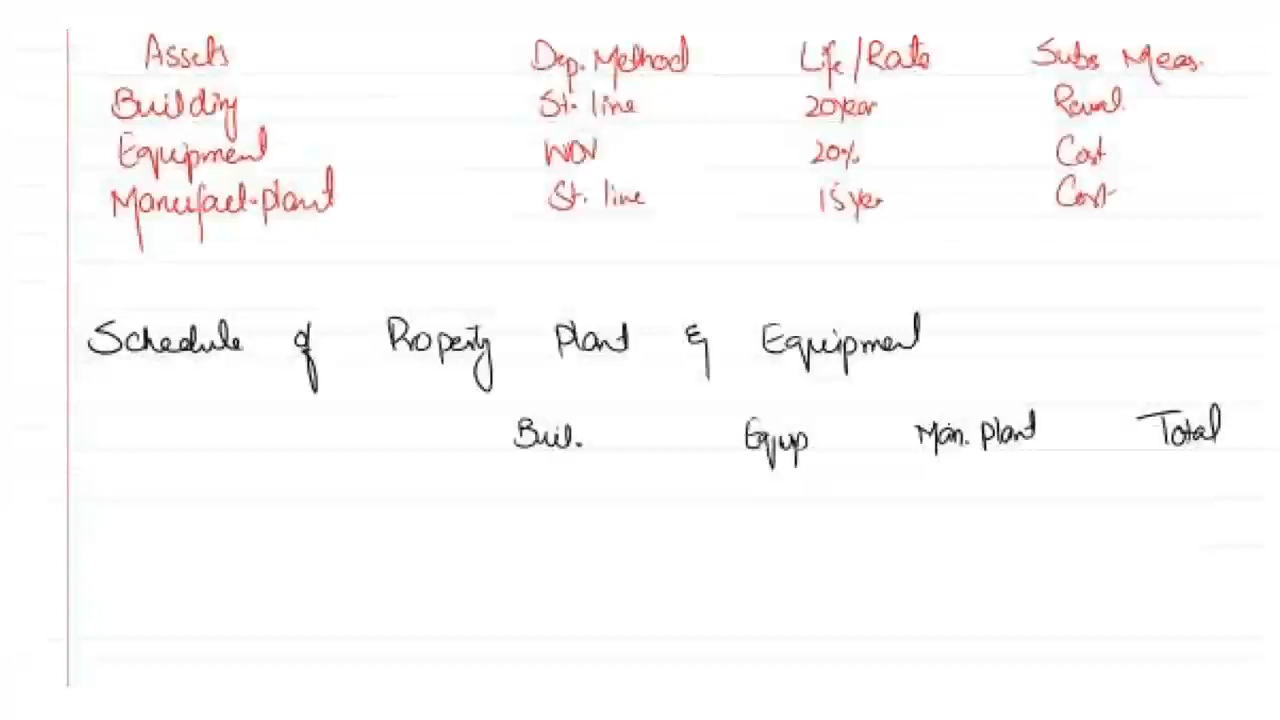 Assets Dep. Method Life/Rate Subs Meas.
Building St. line 20year Reval.
Equipment WDV 20% Cost
Manufact. plant St. line 15year Cost
Schedule of Property Plant & Equipment
Buil. Equp Man. Plant Total